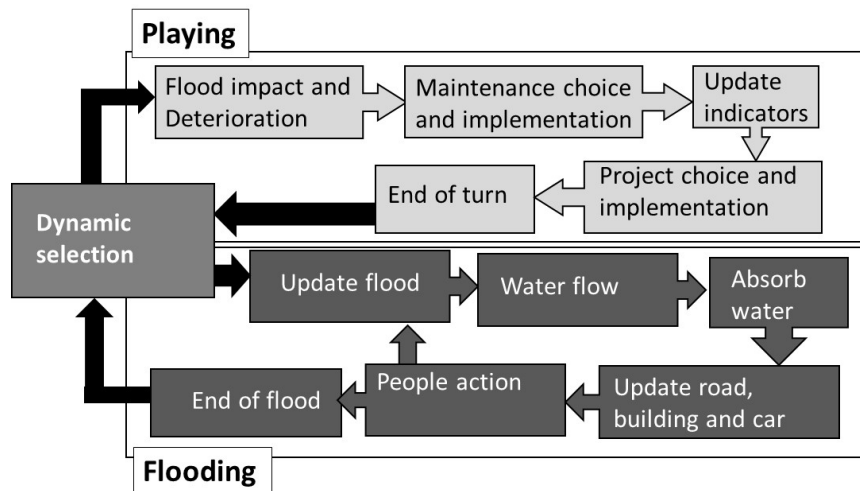 Playing
Flood impact and
Deterioration
Maintenance choice
and implementation
Update
indicators
Project choice and
implementation
End of turn
Dynamic
selection
Update flood
Water flow
Absorb
water
Update road,
building and car
People action
End of flood
Flooding